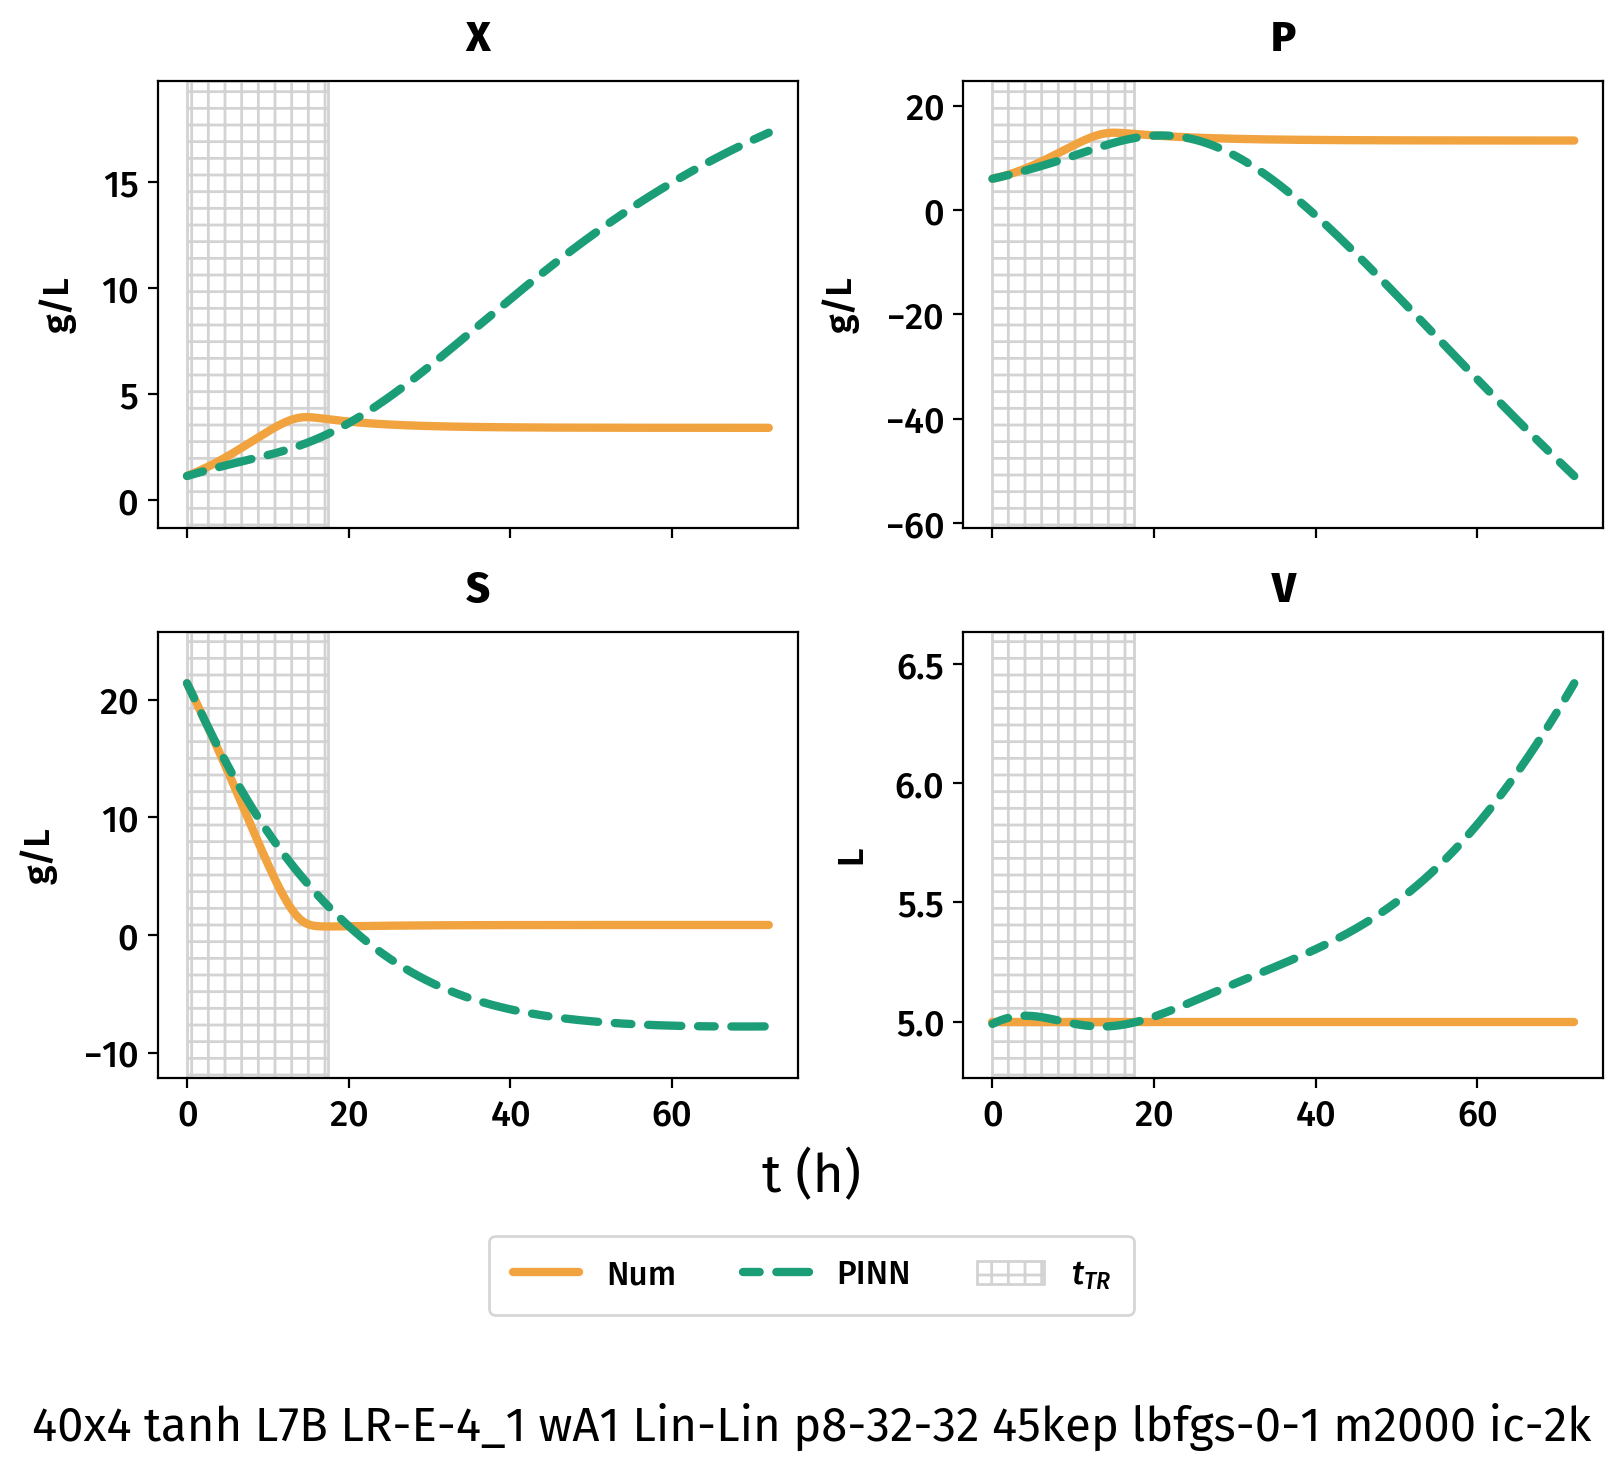 X
P
g/L
15
10
5
0
g/L
20
0
−20
−40
−60
S
V
g/L
20
10
0
−10
L
6.5
6.0
5.5
5.0
0 20 40 60
0 20 40 60
t (h)
Num PINN t_TR
40x4 tanh L7B LR-E-4_1 wA1 Lin-Lin p8-32-32 45kep lbfgs-0-1 m2000 ic-2k